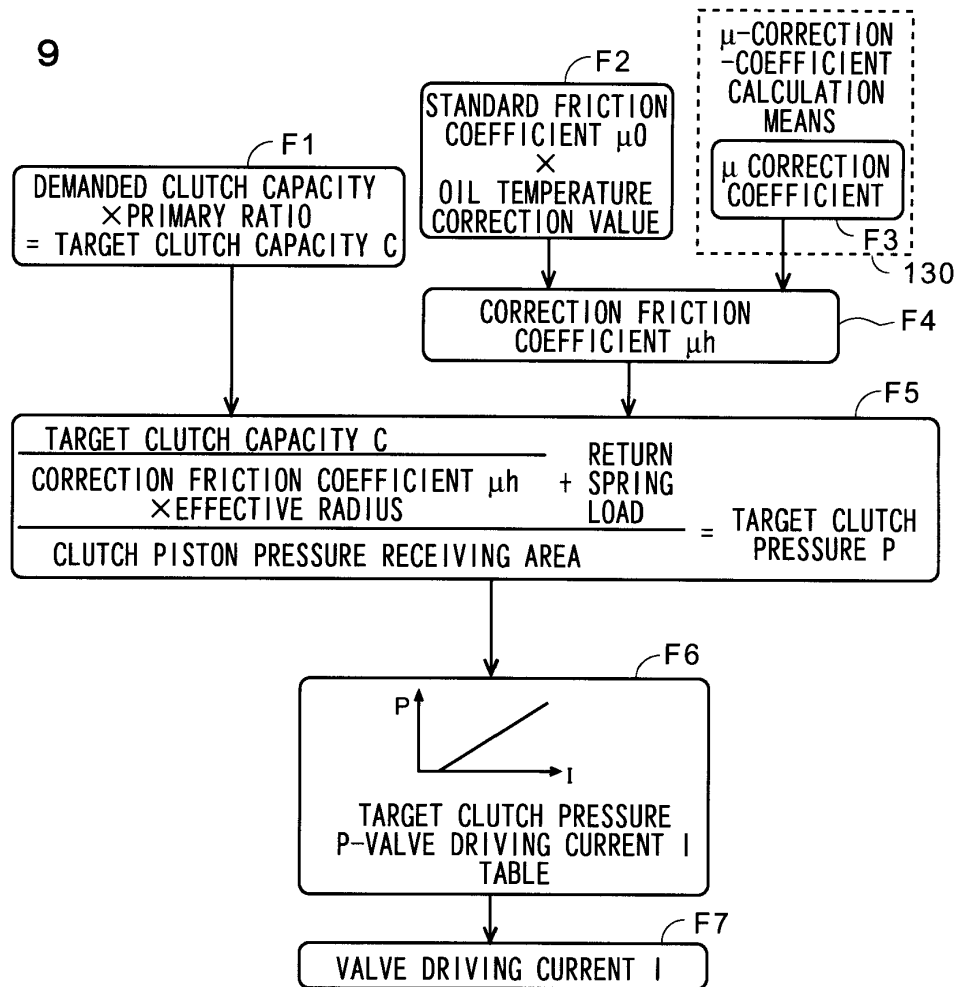 9
F1
DEMANDED CLUTCH CAPACITY
×PRIMARY RATIO
= TARGET CLUTCH CAPACITY C
F2
STANDARD FRICTION
COEFFICIENT μ0
×
OIL TEMPERATURE
CORRECTION VALUE
μ-CORRECTION
-COEFFICIENT
CALCULATION
MEANS
μ CORRECTION
COEFFICIENT
F3
130
CORRECTION FRICTION
COEFFICIENT μh
F4
F5
TARGET CLUTCH CAPACITY C
CORRECTION FRICTION COEFFICIENT μh
×EFFECTIVE RADIUS
+ RETURN
SPRING
LOAD
CLUTCH PISTON PRESSURE RECEIVING AREA
= TARGET CLUTCH
PRESSURE P
F6
P
I
TARGET CLUTCH PRESSURE
P-VALVE DRIVING CURRENT I
TABLE
F7
VALVE DRIVING CURRENT I